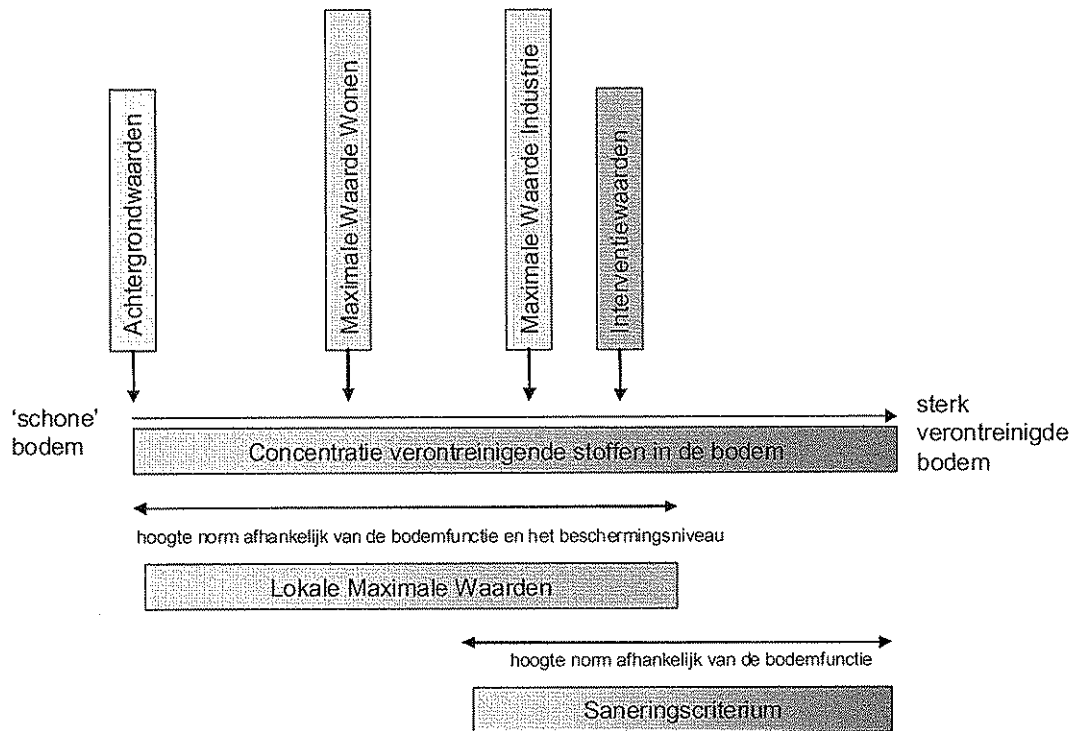 Achtergrondwaarden
Maximale Waarde Wonen
Maximale Waarde Industrie
Interventiewaarden
'schone'
bodem
sterk
verontreinigde
bodem
Concentratie verontreinigende stoffen in de bodem
hoogte norm afhankelijk van de bodemfunctie en het beschermingsniveau
Lokale Maximale Waarden
hoogte norm afhankelijk van de bodemfunctie
Saneringscriterium